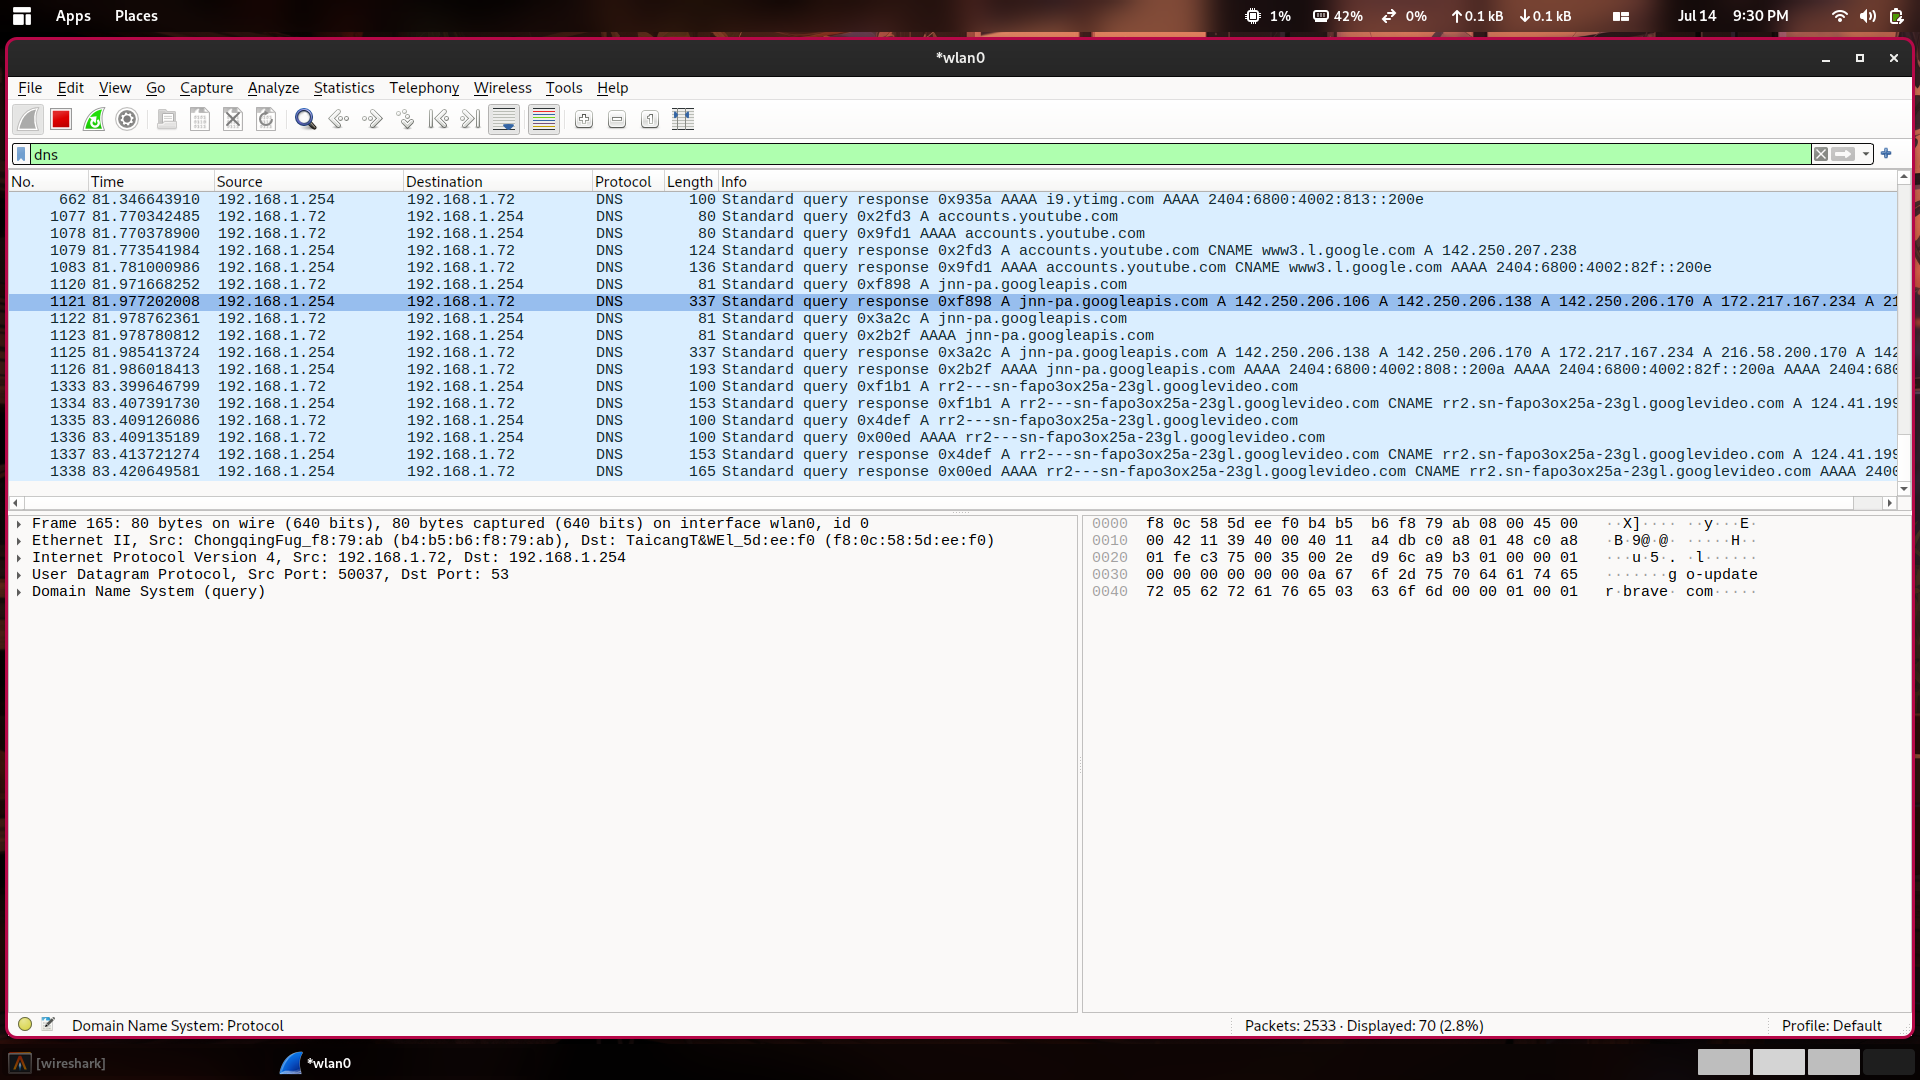 Apps Places 1% 42% 0% ↑0.1 kB ↓0.1 kB Jul 14 9:30 PM
*wlan0
File Edit View Go Capture Analyze Statistics Telephony Wireless Tools Help
dns
No. Time Source Destination Protocol Length Info
662 81.346643910 192.168.1.254 192.168.1.72 DNS 100 Standard query response 0x935a AAAA i9.ytimg.com AAAA 2404:6800:4002:813::200e
1077 81.770342485 192.168.1.72 192.168.1.254 DNS 80 Standard query 0x2fd3 A accounts.youtube.com
1078 81.770378900 192.168.1.72 192.168.1.254 DNS 80 Standard query 0x9fd1 AAAA accounts.youtube.com
1079 81.773541984 192.168.1.254 192.168.1.72 DNS 124 Standard query response 0x2fd3 A accounts.youtube.com CNAME www3.l.google.com A 142.250.207.238
1083 81.781000986 192.168.1.254 192.168.1.72 DNS 136 Standard query response 0x9fd1 AAAA accounts.youtube.com CNAME www3.l.google.com AAAA 2404:6800:4002:82f::200e
1120 81.971668252 192.168.1.72 192.168.1.254 DNS 81 Standard query 0xf898 A jnn-pa.googleapis.com
1121 81.977202008 192.168.1.254 192.168.1.72 DNS 337 Standard query response 0xf898 A jnn-pa.googleapis.com A 142.250.206.106 A 142.250.206.138 A 142.250.206.170 A 172.217.167.234 A 21
1122 81.978762361 192.168.1.72 192.168.1.254 DNS 81 Standard query 0x3a2c A jnn-pa.googleapis.com
1123 81.978780812 192.168.1.72 192.168.1.254 DNS 81 Standard query 0x2b2f AAAA jnn-pa.googleapis.com
1125 81.985413724 192.168.1.254 192.168.1.72 DNS 337 Standard query response 0x3a2c A jnn-pa.googleapis.com A 142.250.206.138 A 142.250.206.170 A 172.217.167.234 A 216.58.200.170 A 142
1126 81.986018413 192.168.1.254 192.168.1.72 DNS 193 Standard query response 0x2b2f AAAA jnn-pa.googleapis.com AAAA 2404:6800:4002:808::200a AAAA 2404:6800:4002:82f::200a AAAA 2404:680
1333 83.399646799 192.168.1.72 192.168.1.254 DNS 100 Standard query 0xf1b1 A rr2---sn-fapo3ox25a-23gl.googlevideo.com
1334 83.407391730 192.168.1.254 192.168.1.72 DNS 153 Standard query response 0xf1b1 A rr2---sn-fapo3ox25a-23gl.googlevideo.com CNAME rr2.sn-fapo3ox25a-23gl.googlevideo.com A 124.41.199
1335 83.409126086 192.168.1.72 192.168.1.254 DNS 100 Standard query 0x4def A rr2---sn-fapo3ox25a-23gl.googlevideo.com
1336 83.409135189 192.168.1.72 192.168.1.254 DNS 100 Standard query 0x00ed AAAA rr2---sn-fapo3ox25a-23gl.googlevideo.com
1337 83.413721274 192.168.1.254 192.168.1.72 DNS 153 Standard query response 0x4def A rr2---sn-fapo3ox25a-23gl.googlevideo.com CNAME rr2.sn-fapo3ox25a-23gl.googlevideo.com A 124.41.199
1338 83.420649581 192.168.1.254 192.168.1.72 DNS 165 Standard query response 0x00ed AAAA rr2---sn-fapo3ox25a-23gl.googlevideo.com CNAME rr2.sn-fapo3ox25a-23gl.googlevideo.com AAAA 2400
Frame 165: 80 bytes on wire (640 bits), 80 bytes captured (640 bits) on interface wlan0, id 0
Ethernet II, Src: ChongqingFug_f8:79:ab (b4:b5:b6:f8:79:ab), Dst: TaicangT&WEl_5d:ee:f0 (f8:0c:58:5d:ee:f0)
Internet Protocol Version 4, Src: 192.168.1.72, Dst: 192.168.1.254
User Datagram Protocol, Src Port: 50037, Dst Port: 53
Domain Name System (query)
0000 f8 0c 58 5d ee f0 b4 b5 b6 f8 79 ab 08 00 45 00 ··X]···· ··y···E·
0010 00 42 11 39 40 00 40 11 a4 db c0 a8 01 48 c0 a8 ·B·9@·@· ·····H··
0020 01 fe c3 75 00 35 00 2e d9 6c a9 b3 01 00 00 01 ···u·5·. ·l······
0030 00 00 00 00 00 00 0a 67 6f 2d 75 70 64 61 74 65 ·······g o-update
0040 72 05 62 72 61 76 65 03 63 6f 6d 00 00 01 00 01 r·brave· com·····
Domain Name System: Protocol Packets: 2533 · Displayed: 70 (2.8%) Profile: Default
[wireshark] *wlan0